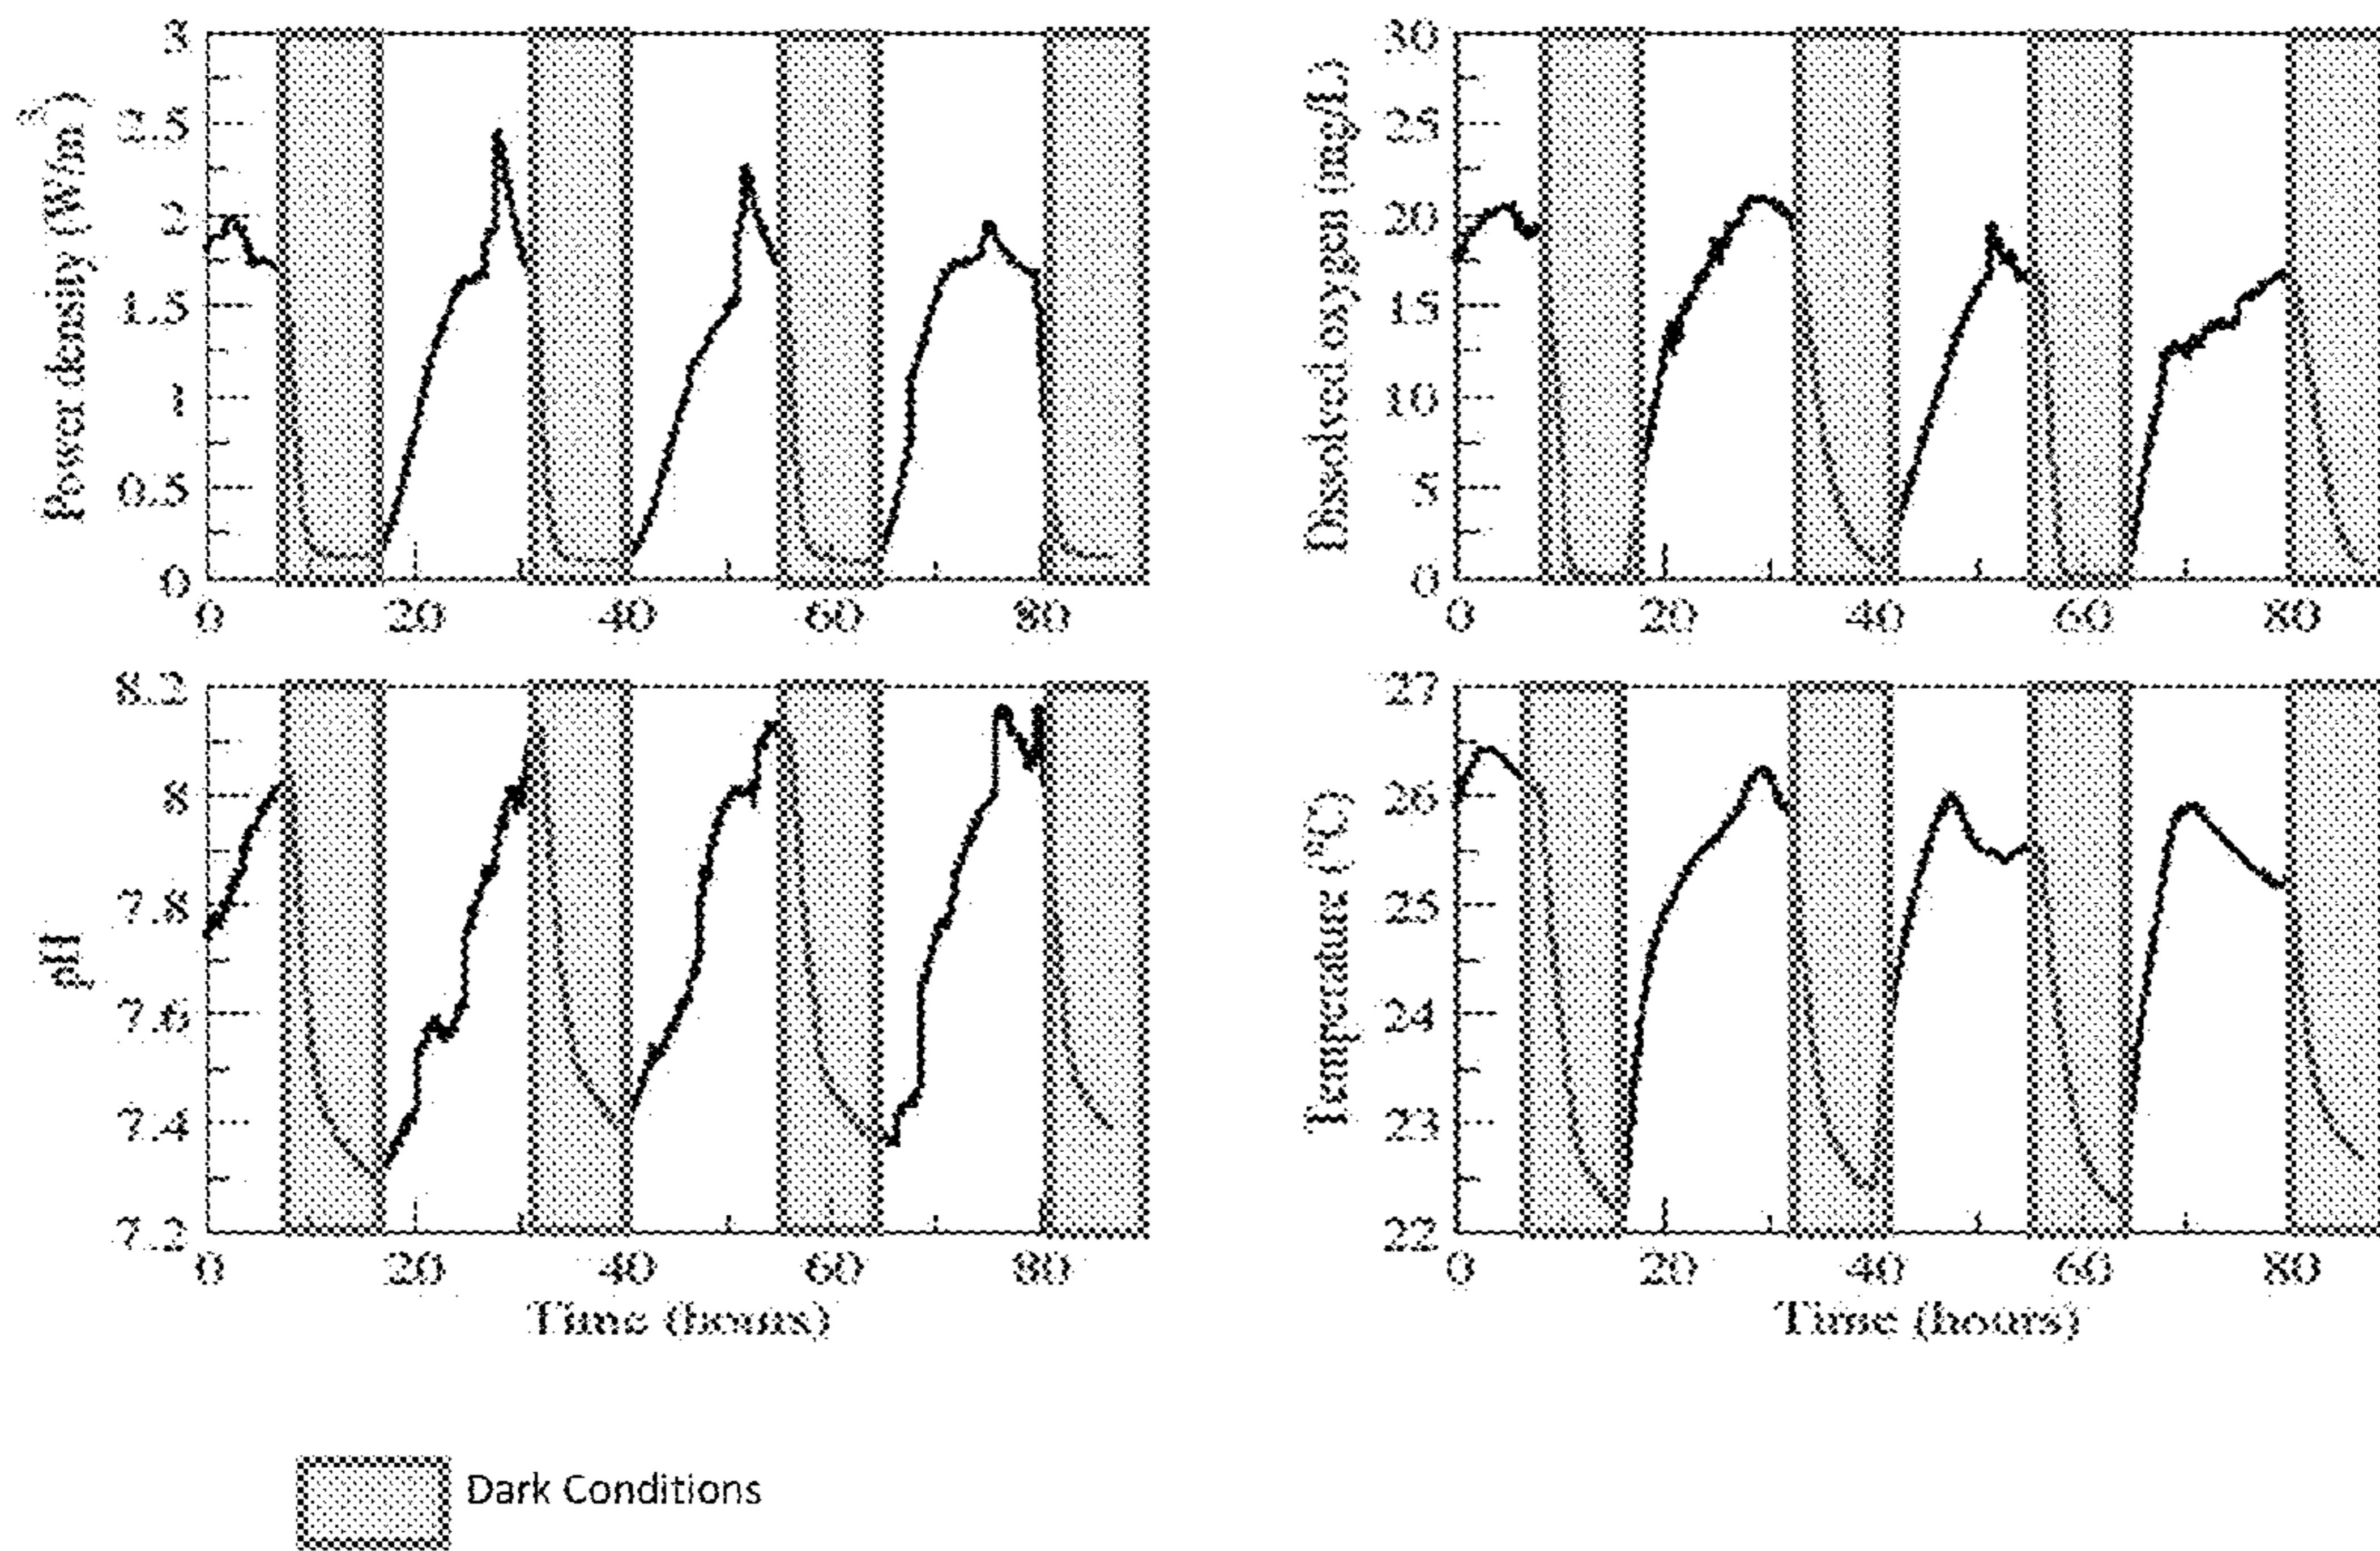 Power density (W/m³)
3
2.5
2
1.5
1
0.5
0
0 20 40 60 80
Dissolved oxygen (mg/L)
30
25
20
15
10
5
0
0 20 40 60 80
pH
8.2
8
7.8
7.6
7.4
7.2
0 20 40 60 80
Time (hours)
Temperature (°C)
27
26
25
24
23
22
0 20 40 60 80
Time (hours)
Dark Conditions